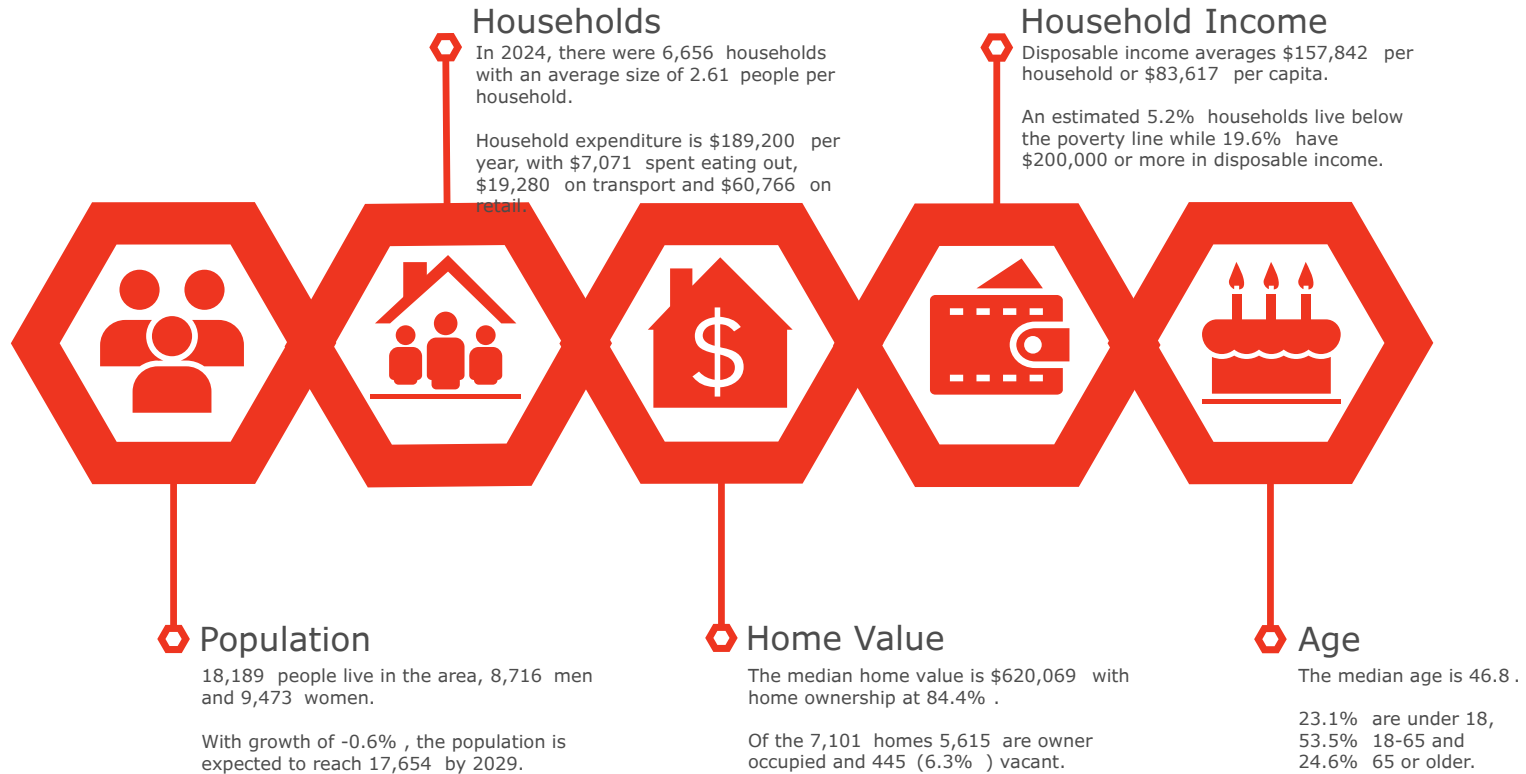 Households
In 2024, there were 6,656 households
with an average size of 2.61 people per
household.
Household expenditure is $189,200 per
year, with $7,071 spent eating out,
$19,280 on transport and $60,766 on
retail.
Household Income
Disposable income averages $157,842 per
household or $83,617 per capita.
An estimated 5.2% households live below
the poverty line while 19.6% have
$200,000 or more in disposable income.
$
Population
18,189 people live in the area, 8,716 men
and 9,473 women.
With growth of -0.6% , the population is
expected to reach 17,654 by 2029.
Home Value
The median home value is $620,069 with
home ownership at 84.4% .
Of the 7,101 homes 5,615 are owner
occupied and 445 (6.3% ) vacant.
Age
The median age is 46.8 .
23.1% are under 18,
53.5% 18-65 and
24.6% 65 or older.